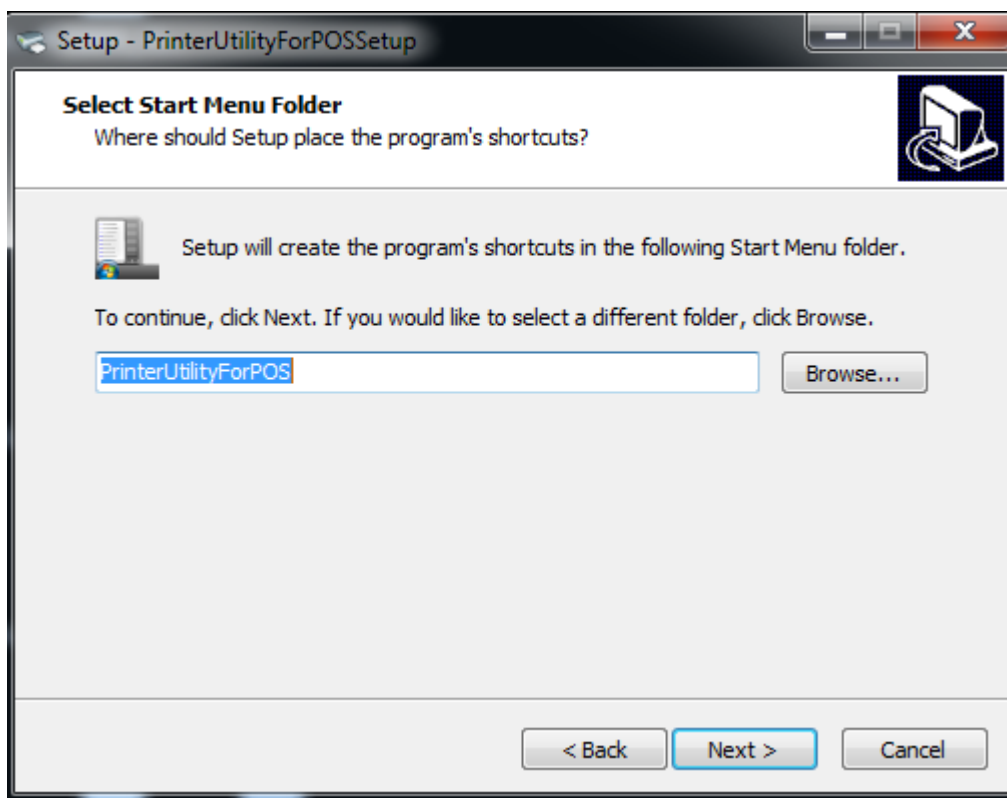 Setup - PrinterUtilityForPOSSetup
Select Start Menu Folder
Where should Setup place the program's shortcuts?
Setup will create the program's shortcuts in the following Start Menu folder.
To continue, click Next. If you would like to select a different folder, click Browse.
PrinterUtilityForPOS
Browse...
< Back
Next >
Cancel